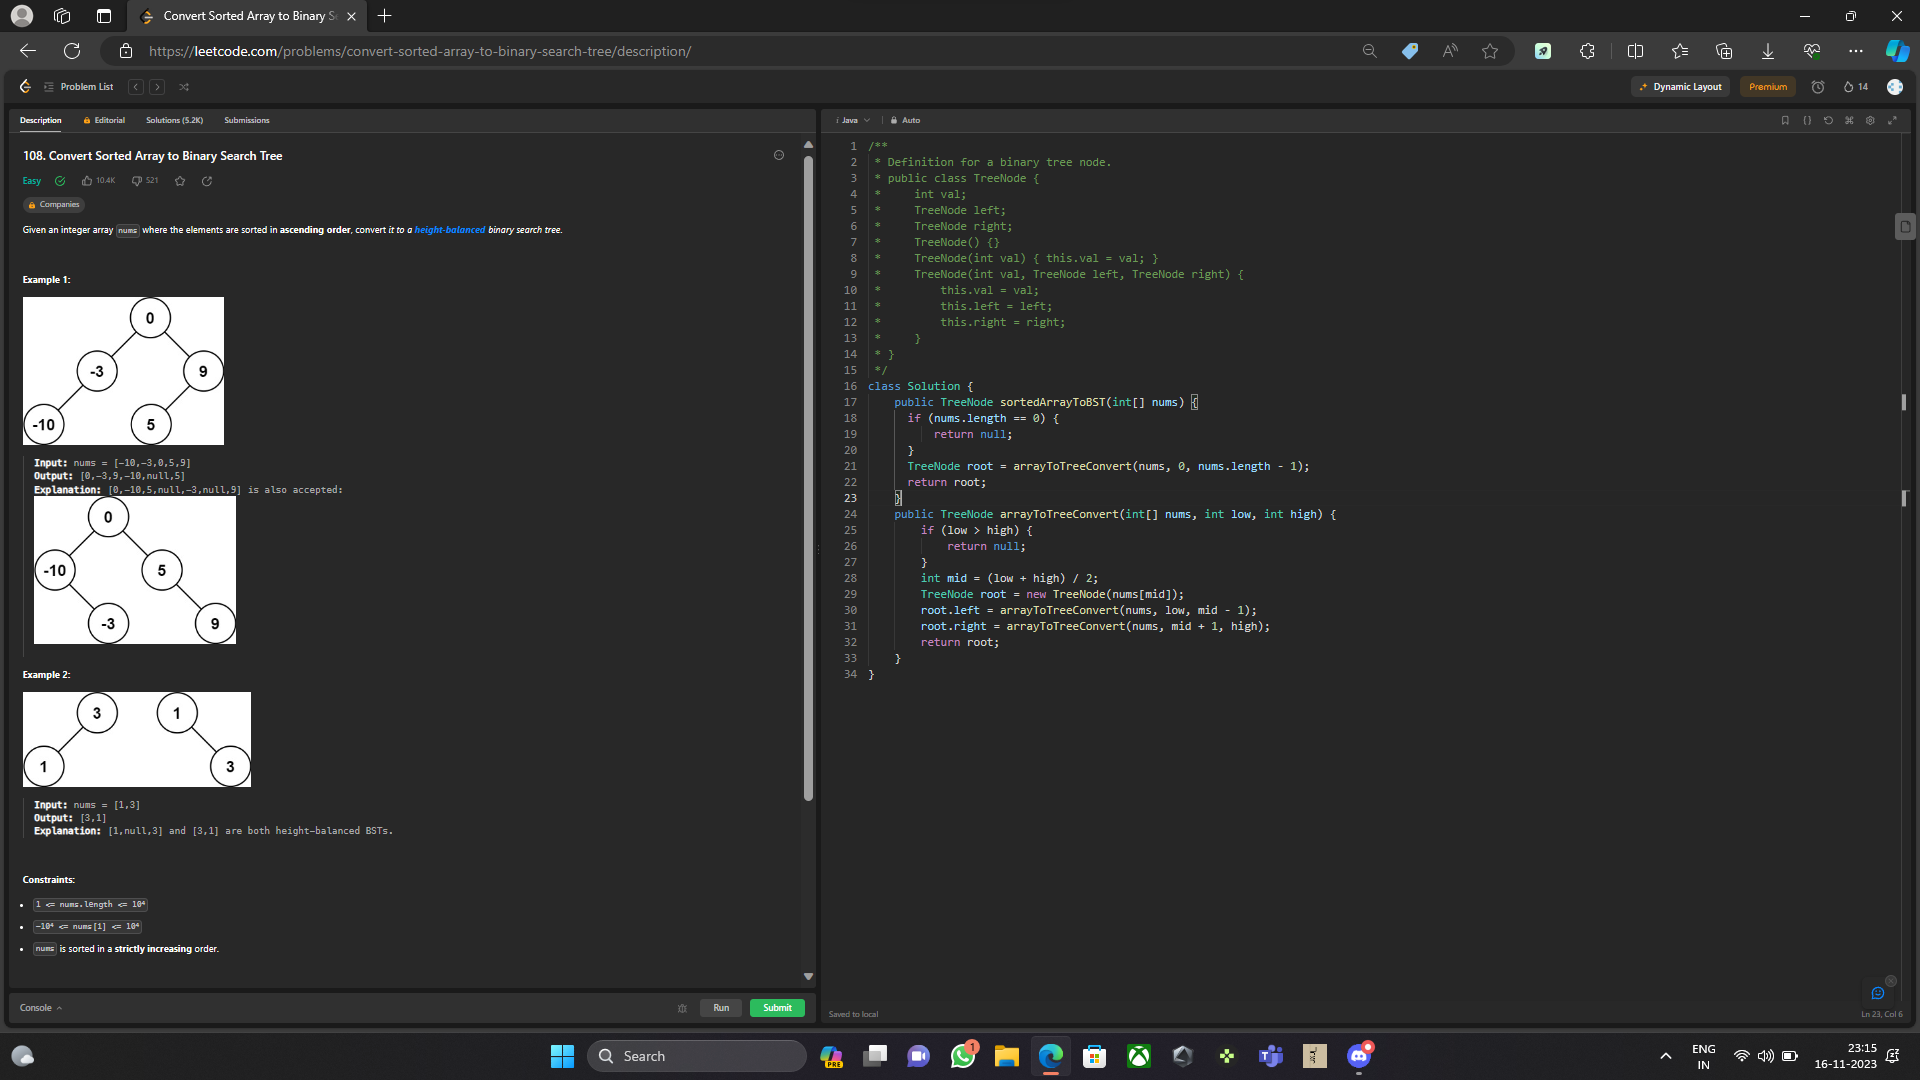 Convert Sorted Array to Binary S
https://leetcode.com/problems/convert-sorted-array-to-binary-search-tree/description/
Problem List
Dynamic Layout
Premium
14
Description
Editorial
Solutions (5.2K)
Submissions
108. Convert Sorted Array to Binary Search Tree
Easy
10.4K
521
Companies
Given an integer array nums where the elements are sorted in ascending order, convert it to a height-balanced binary search tree.
Example 1:
0
-3
9
-10
5
Input: nums = [-10,-3,0,5,9]
Output: [0,-3,9,-10,null,5]
Explanation: [0,-10,5,null,-3,null,9] is also accepted:
0
-10
5
-3
9
Example 2:
3
1
1
3
Input: nums = [1,3]
Output: [3,1]
Explanation: [1,null,3] and [3,1] are both height-balanced BSTs.
Constraints:
1 <= nums.length <= 10⁴
-10⁴ <= nums[i] <= 10⁴
nums is sorted in a strictly increasing order.
Console
Run
Submit
i Java
Auto
1 /**
2 * Definition for a binary tree node.
3 * public class TreeNode {
4 * int val;
5 * TreeNode left;
6 * TreeNode right;
7 * TreeNode() {}
8 * TreeNode(int val) { this.val = val; }
9 * TreeNode(int val, TreeNode left, TreeNode right) {
10 * this.val = val;
11 * this.left = left;
12 * this.right = right;
13 * }
14 * }
15 */
16 class Solution {
17 public TreeNode sortedArrayToBST(int[] nums) {
18 if (nums.length == 0) {
19 return null;
20 }
21 TreeNode root = arrayToTreeConvert(nums, 0, nums.length - 1);
22 return root;
23 }
24 public TreeNode arrayToTreeConvert(int[] nums, int low, int high) {
25 if (low > high) {
26 return null;
27 }
28 int mid = (low + high) / 2;
29 TreeNode root = new TreeNode(nums[mid]);
30 root.left = arrayToTreeConvert(nums, low, mid - 1);
31 root.right = arrayToTreeConvert(nums, mid + 1, high);
32 return root;
33 }
34 }
Saved to local
Ln 23, Col 6
Search
PRE
1
ENG
IN
23:15
16-11-2023